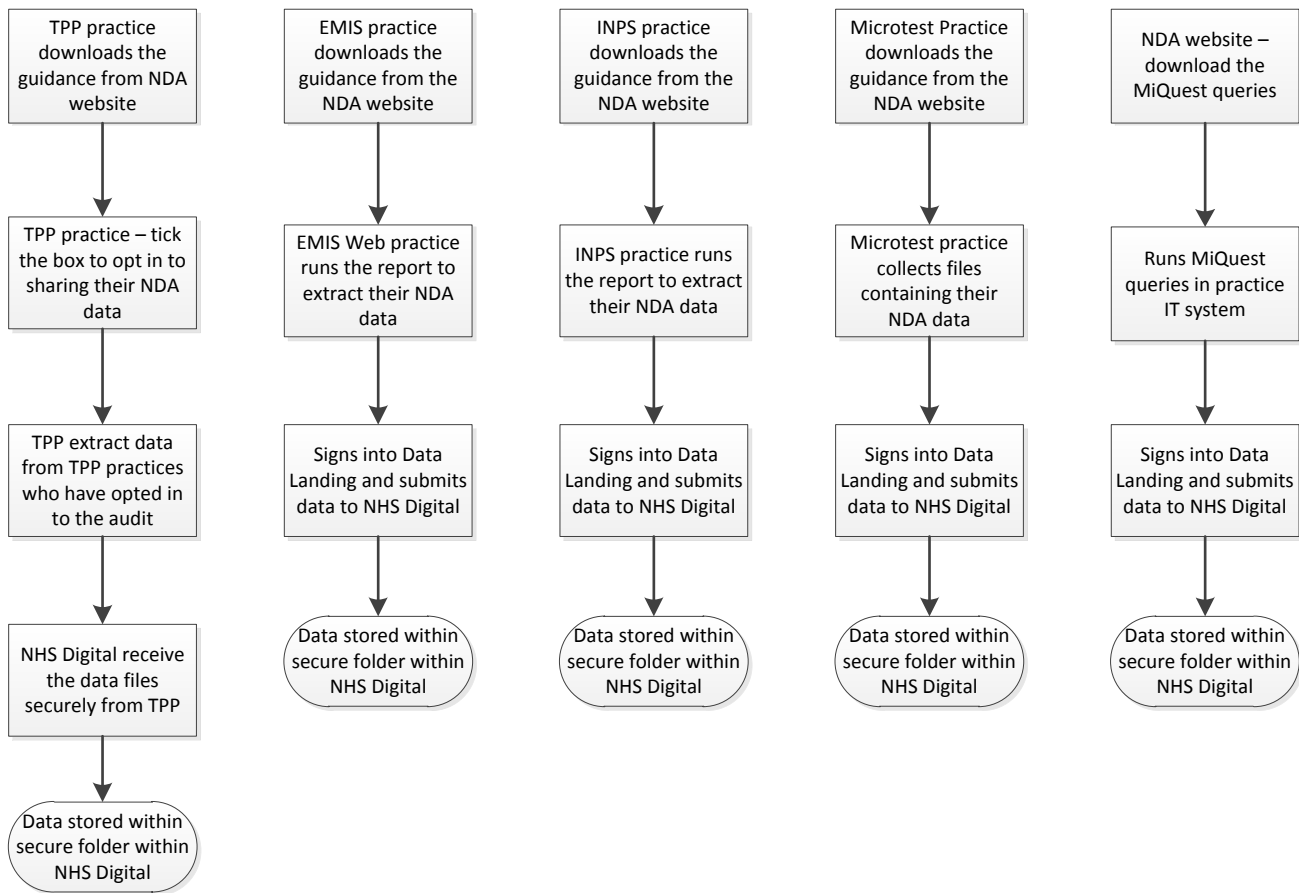 TPP practice
downloads the
guidance from NDA
website
EMIS practice
downloads the
guidance from the
NDA website
INPS practice
downloads the
guidance from the
NDA website
Microtest Practice
downloads the
guidance from the
NDA website
NDA website –
download the
MiQuest queries
TPP practice – tick
the box to opt in to
sharing their NDA
data
EMIS Web practice
runs the report to
extract their NDA
data
INPS practice runs
the report to extract
their NDA data
Microtest practice
collects files
containing their
NDA data
Runs MiQuest
queries in practice
IT system
TPP extract data
from TPP practices
who have opted in
to the audit
Signs into Data
Landing and submits
data to NHS Digital
Signs into Data
Landing and submits
data to NHS Digital
Signs into Data
Landing and submits
data to NHS Digital
Signs into Data
Landing and submits
data to NHS Digital
NHS Digital receive
the data files
securely from TPP
Data stored within
secure folder within
NHS Digital
Data stored within
secure folder within
NHS Digital
Data stored within
secure folder within
NHS Digital
Data stored within
secure folder within
NHS Digital
Data stored within
secure folder within
NHS Digital